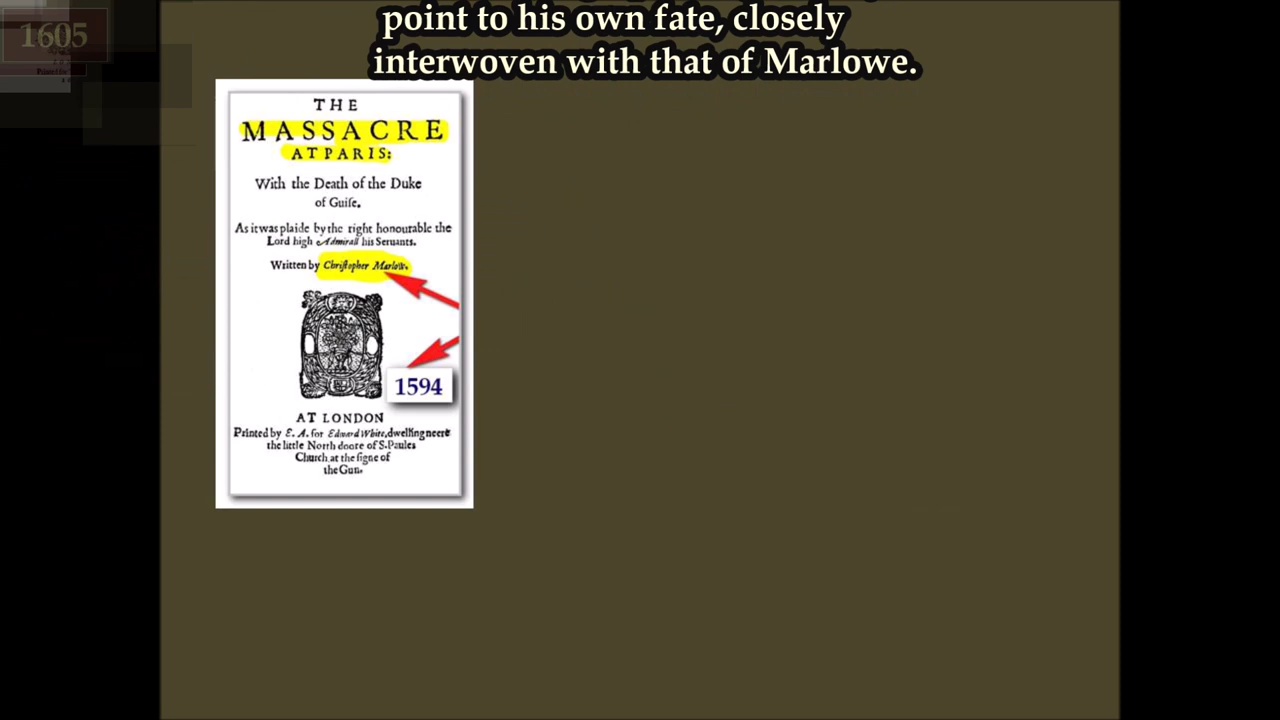 point to his own fate, closely
interwoven with that of Marlowe.
1605
THE
MASSACRE
AT PARIS:
With the Death of the Duke
of Guiſe.
As it was plaide by the right honourable the
Lord high Admirall his Seruants.
Written by Chriſtopher Marlow.
1594
AT LONDON
Printed by E. A. for Edward White, dwelling neere
the little North doore of S. Paules
Church, at the ſigne of
the Gun.